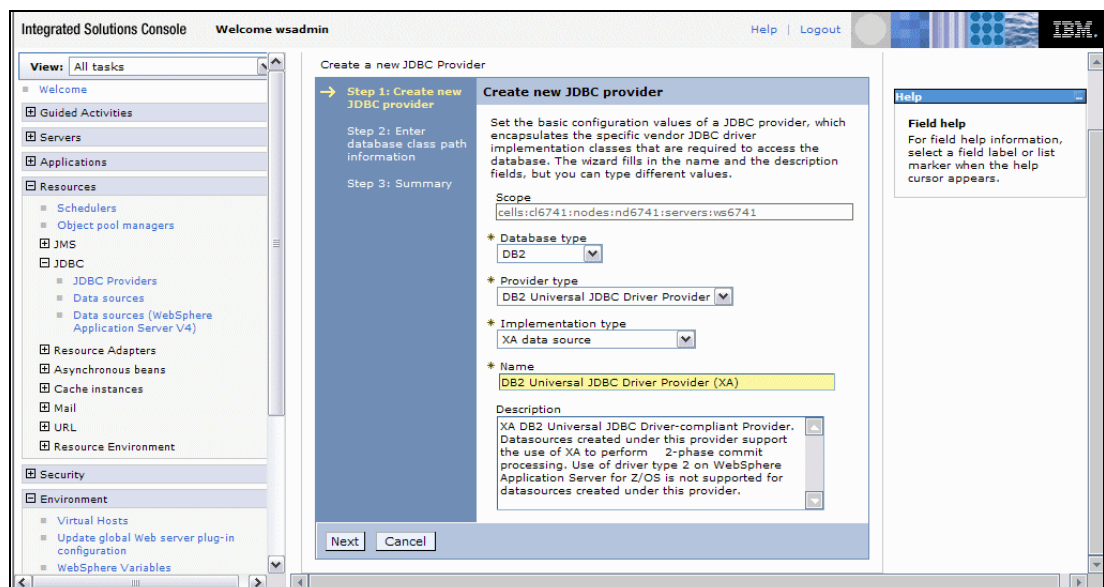 Integrated Solutions Console Welcome wsadmin
Help | Logout
IBM.
View: All tasks
Welcome
Guided Activities
Servers
Applications
Resources
Schedulers
Object pool managers
JMS
JDBC
JDBC Providers
Data sources
Data sources (WebSphere
Application Server V4)
Resource Adapters
Asynchronous beans
Cache instances
Mail
URL
Resource Environment
Security
Environment
Virtual Hosts
Update global Web server plug-in
configuration
WebSphere Variables
Create a new JDBC Provider
Step 1: Create new
JDBC provider
Step 2: Enter
database class path
information
Step 3: Summary
Create new JDBC provider
Set the basic configuration values of a JDBC provider, which
encapsulates the specific vendor JDBC driver
implementation classes that are required to access the
database. The wizard fills in the name and the description
fields, but you can type different values.
Scope
cells:cl6741:nodes:nd6741:servers:ws6741
* Database type
DB2
* Provider type
DB2 Universal JDBC Driver Provider
* Implementation type
XA data source
* Name
DB2 Universal JDBC Driver Provider (XA)
Description
XA DB2 Universal JDBC Driver-compliant Provider.
Datasources created under this provider support
the use of XA to perform 2-phase commit
processing. Use of driver type 2 on WebSphere
Application Server for Z/OS is not supported for
datasources created under this provider.
Next Cancel
Help
Field help
For field help information,
select a field label or list
marker when the help
cursor appears.